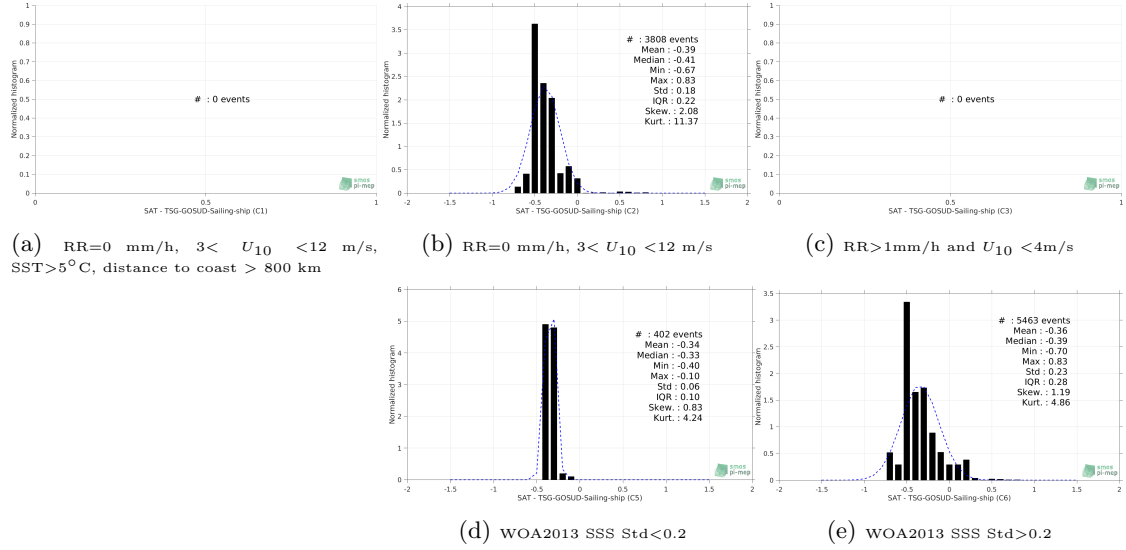 1
0.9
0.8
0.7
0.6
0.5
0.4
0.3
0.2
0.1
0
Normalized histogram
# : 0 events
smos
pi-mep
0 0.5 1
SAT - TSG-GOSUD-Sailing-ship (C1)
4
3.5
3
2.5
2
1.5
1
0.5
0
Normalized histogram
# : 3808 events
Mean : -0.39
Median : -0.41
Min : -0.67
Max : 0.83
Std : 0.18
IQR : 0.22
Skew. : 2.08
Kurt. : 11.37
smos
pi-mep
-2 -1.5 -1 -0.5 0 0.5 1 1.5 2
SAT - TSG-GOSUD-Sailing-ship (C2)
1
0.9
0.8
0.7
0.6
0.5
0.4
0.3
0.2
0.1
0
Normalized histogram
# : 0 events
smos
pi-mep
0 0.5 1
SAT - TSG-GOSUD-Sailing-ship (C3)
(a) RR=0 mm/h, 3< U10 <12 m/s,
SST>5°C, distance to coast > 800 km
(b) RR=0 mm/h, 3< U10 <12 m/s
(c) RR>1mm/h and U10 <4m/s
6
5
4
3
2
1
0
Normalized histogram
# : 402 events
Mean : -0.34
Median : -0.33
Min : -0.40
Max : -0.10
Std : 0.06
IQR : 0.10
Skew. : 0.83
Kurt. : 4.24
smos
pi-mep
-2 -1.5 -1 -0.5 0 0.5 1 1.5 2
SAT - TSG-GOSUD-Sailing-ship (C5)
3.5
3
2.5
2
1.5
1
0.5
0
Normalized histogram
# : 5463 events
Mean : -0.36
Median : -0.39
Min : -0.70
Max : 0.83
Std : 0.23
IQR : 0.28
Skew. : 1.19
Kurt. : 4.86
smos
pi-mep
-2 -1.5 -1 -0.5 0 0.5 1 1.5 2
SAT - TSG-GOSUD-Sailing-ship (C6)
(d) WOA2013 SSS Std<0.2
(e) WOA2013 SSS Std>0.2